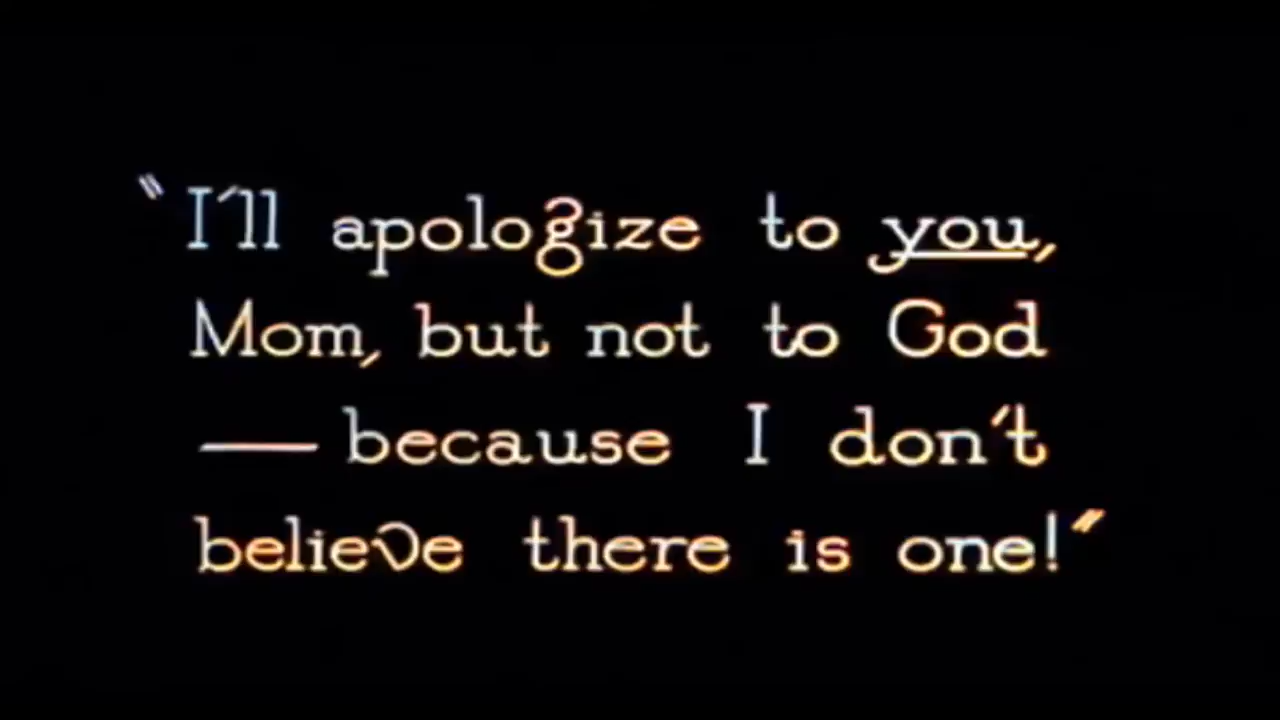 "I'll apologize to you,
Mom, but not to God
— because I don't
believe there is one!"